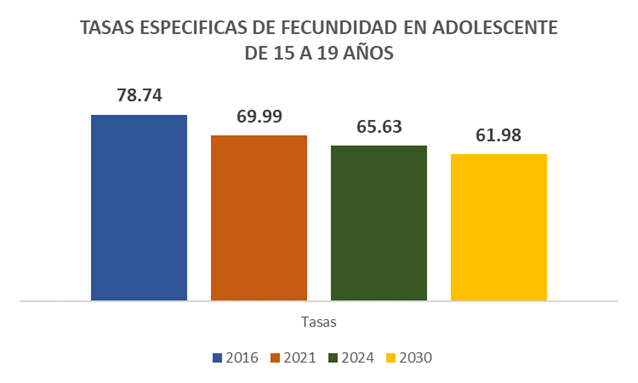 TASAS ESPECIFICAS DE FECUNDIDAD EN ADOLESCENTE
DE 15 A 19 AÑOS
78.74
69.99
65.63
61.98
Tasas
2016 2021 2024 2030